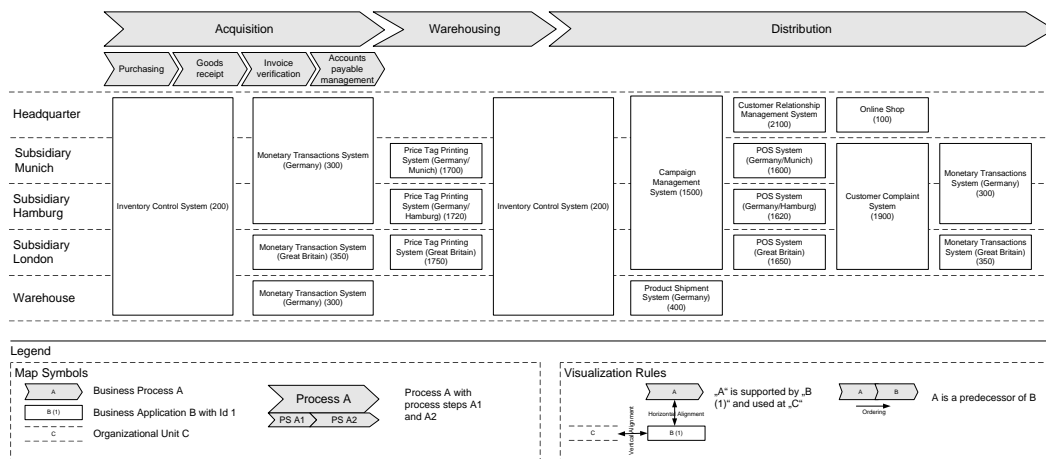 Acquisition
Warehousing
Distribution
Purchasing
Goods
receipt
Invoice
verification
Accounts
payable
management
Headquarter
Subsidiary
Munich
Subsidiary
Hamburg
Subsidiary
London
Warehouse
Inventory Control System (200)
Monetary Transactions System
(Germany) (300)
Monetary Transaction System
(Great Britain) (350)
Monetary Transaction System
(Germany) (300)
Price Tag Printing
System (Germany/
Munich) (1700)
Price Tag Printing
System (Germany/
Hamburg) (1720)
Price Tag Printing
System (Great
Britain) (1750)
Inventory Control System (200)
Campaign
Management
System (1500)
Product Shipment
System (Germany)
(400)
Customer Relationship
Management System
(2100)
POS System
(Germany/Munich)
(1600)
POS System
(Germany/Hamburg)
(1620)
POS System
(Great Britain)
(1650)
Online Shop
(100)
Customer Complaint
System
(1900)
Monetary Transactions
System (Germany)
(300)
Monetary Transactions
System (Great Britain)
(350)
Legend
Map Symbols
A
Business Process A
B (1)
Business Application B with Id 1
C
Organizational Unit C
Process A
PS A1
PS A2
Process A with
process steps A1
and A2
Visualization Rules
A
Horizontal Alignment
C
Vertical Alignment
B (1)
„A“ is supported by „B
(1)“ and used at „C“
A
B
Ordering
A is a predecessor of B